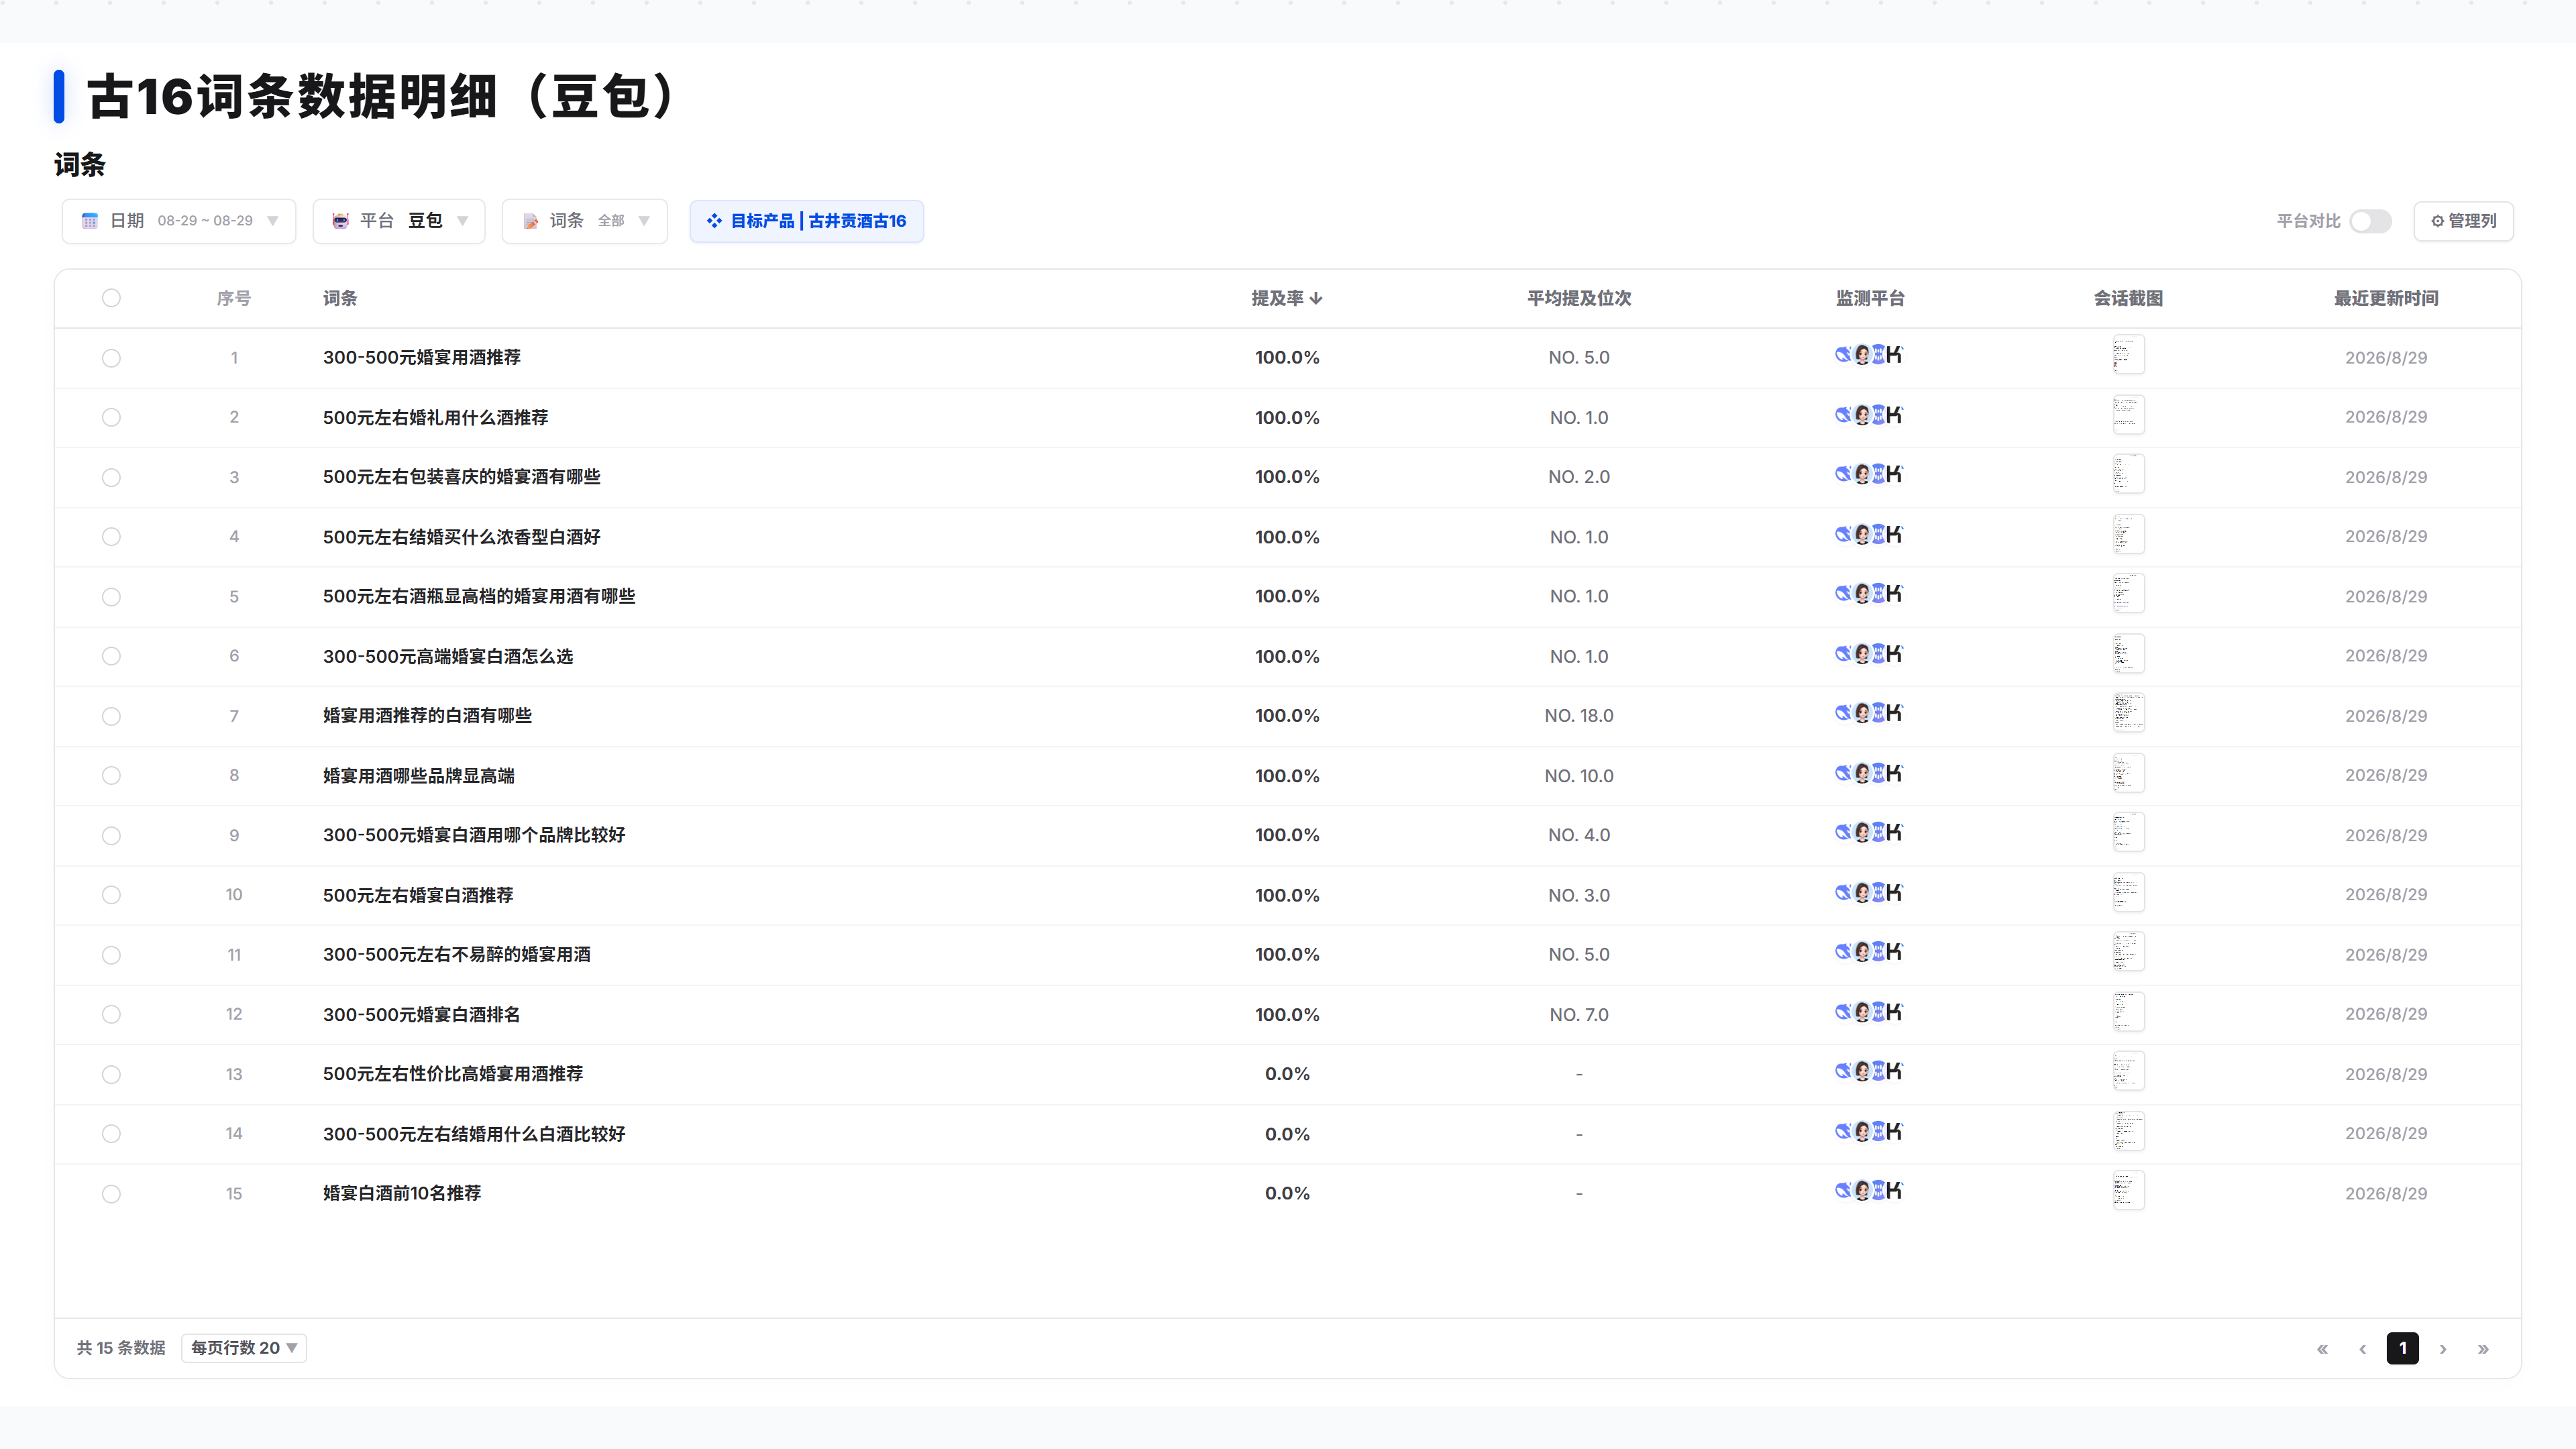 古16词条数据明细（豆包）
词条
日期 08-29 ~ 08-29 平台 豆包 词条 全部 目标产品 | 古井贡酒古16 平台对比 管理列
序号 词条 提及率 平均提及位次 监测平台 会话截图 最近更新时间
1 300-500元婚宴用酒推荐 100.0% NO. 5.0 2026/8/29
2 500元左右婚礼用什么酒推荐 100.0% NO. 1.0 2026/8/29
3 500元左右包装喜庆的婚宴酒有哪些 100.0% NO. 2.0 2026/8/29
4 500元左右结婚买什么浓香型白酒好 100.0% NO. 1.0 2026/8/29
5 500元左右酒瓶显高档的婚宴用酒有哪些 100.0% NO. 1.0 2026/8/29
6 300-500元高端婚宴白酒怎么选 100.0% NO. 1.0 2026/8/29
7 婚宴用酒推荐的白酒有哪些 100.0% NO. 18.0 2026/8/29
8 婚宴用酒哪些品牌显高端 100.0% NO. 10.0 2026/8/29
9 300-500元婚宴白酒用哪个品牌比较好 100.0% NO. 4.0 2026/8/29
10 500元左右婚宴白酒推荐 100.0% NO. 3.0 2026/8/29
11 300-500元左右不易醉的婚宴用酒 100.0% NO. 5.0 2026/8/29
12 300-500元婚宴白酒排名 100.0% NO. 7.0 2026/8/29
13 500元左右性价比高婚宴用酒推荐 0.0% - 2026/8/29
14 300-500元左右结婚用什么白酒比较好 0.0% - 2026/8/29
15 婚宴白酒前10名推荐 0.0% - 2026/8/29
共 15 条数据 每页行数 20 « ‹ 1 › »